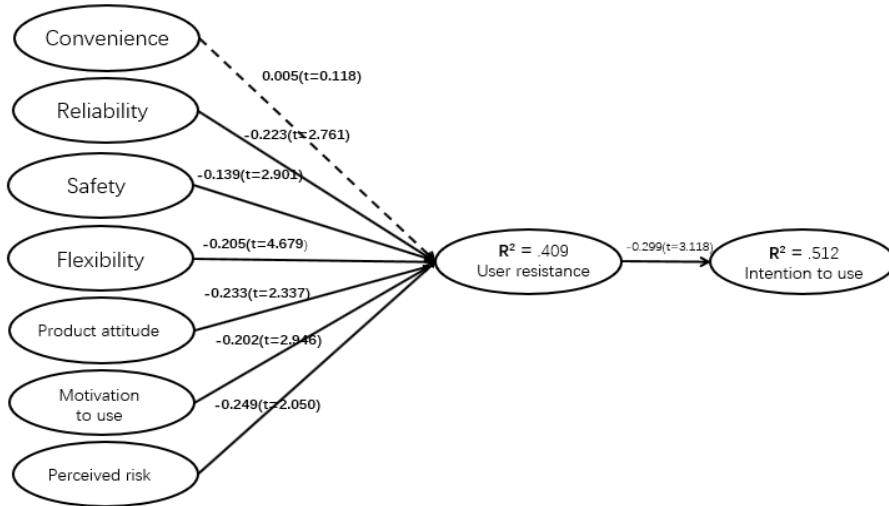 Convenience
0.005(t=0.118)
Reliability
-0.223(t=2.761)
Safety
-0.139(t=2.901)
Flexibility
-0.205(t=4.679)
R² = .409
User resistance
-0.299(t=3.118)
R² = .512
Intention to use
Product attitude
-0.233(t=2.337)
-0.202(t=2.946)
Motivation
to use
-0.249(t=2.050)
Perceived risk